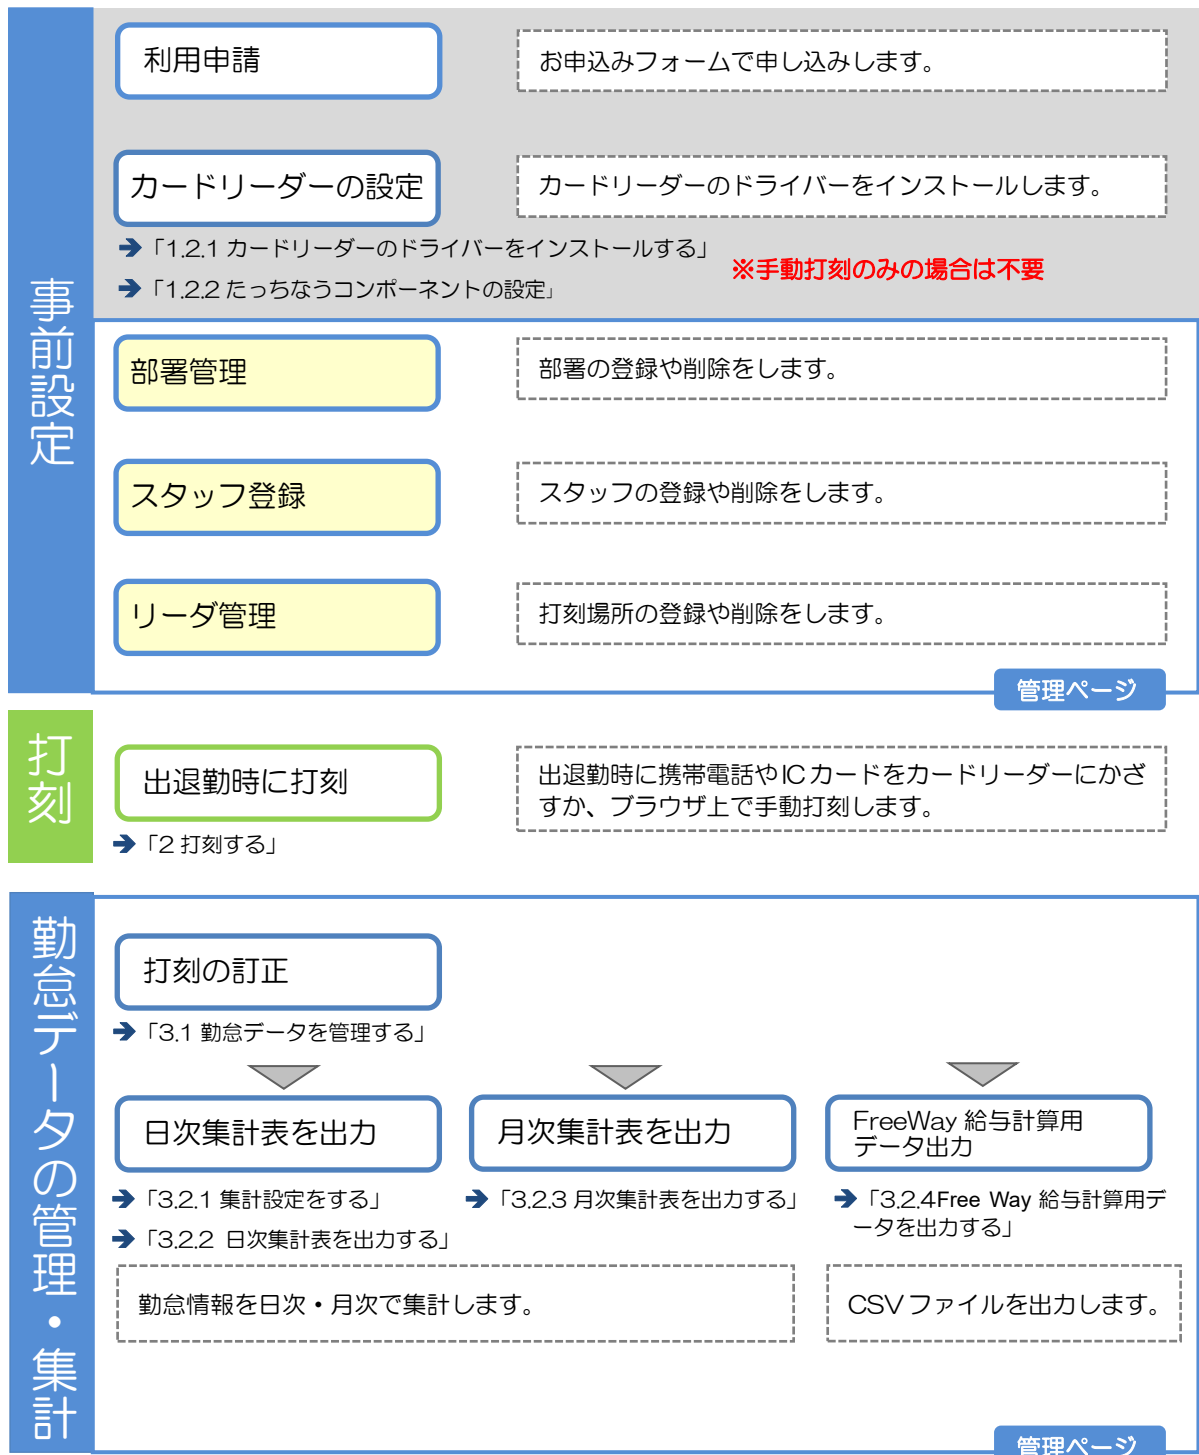 事前設定
利用申請
お申込みフォームで申し込みします。
カードリーダーの設定
カードリーダーのドライバーをインストールします。
➔「1.2.1 カードリーダーのドライバーをインストールする」
➔「1.2.2 たっちなうコンポーネントの設定」
※手動打刻のみの場合は不要
部署管理
部署の登録や削除をします。
スタッフ登録
スタッフの登録や削除をします。
リーダ管理
打刻場所の登録や削除をします。
管理ページ
打刻
出退勤時に打刻
出退勤時に携帯電話や IC カードをカードリーダーにかざ
すか、ブラウザ上で手動打刻します。
➔「2 打刻する」
勤怠データの管理・集計
打刻の訂正
➔「3.1 勤怠データを管理する」
日次集計表を出力
➔「3.2.1 集計設定をする」
➔「3.2.2 日次集計表を出力する」
月次集計表を出力
➔「3.2.3 月次集計表を出力する」
FreeWay 給与計算用
データ出力
➔「3.2.4Free Way 給与計算用デ
ータを出力する」
勤怠情報を日次・月次で集計します。
CSV ファイルを出力します。
管理ページ